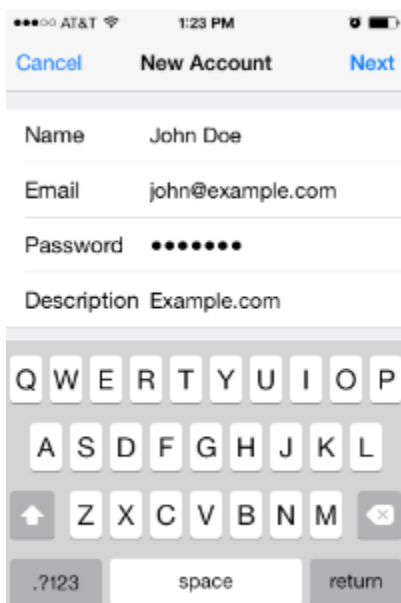 ●●●○○ AT&T 1:23 PM
Cancel New Account Next
Name John Doe
Email john@example.com
Password ●●●●●●●
Description Example.com
Q W E R T Y U I O P
A S D F G H J K L
Z X C V B N M
.?123 space return